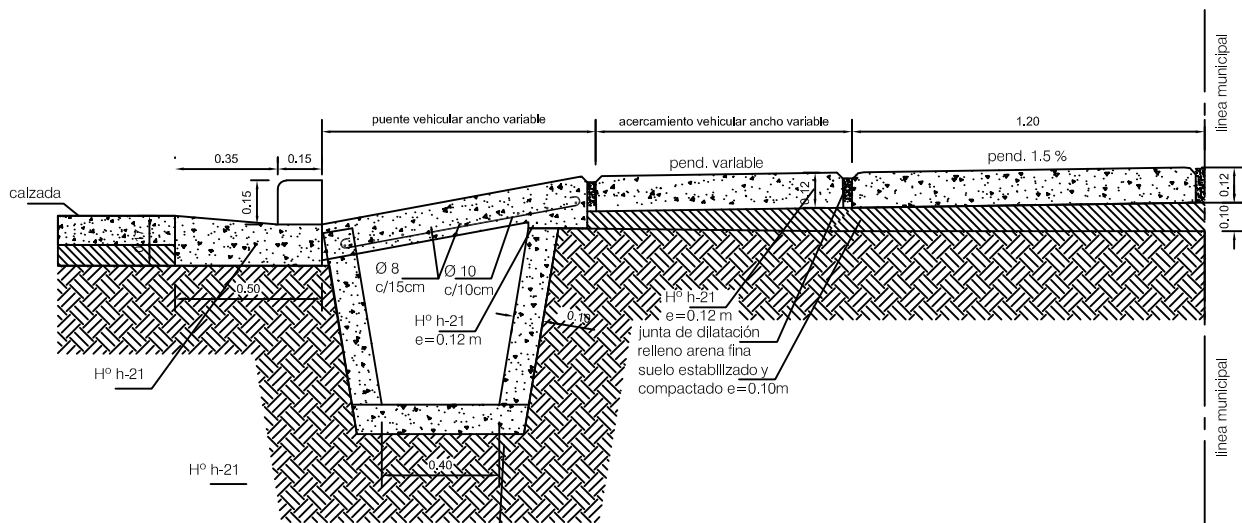 linea municipal
puente vehicular ancho variable
acercamiento vehicular ancho variable
1.20
0.35
0.15
pend. varIable
pend. 1.5 %
calzada
0.15
0.12
0.12
0.10
Ø 8
c/15cm
Ø 10
c/10cm
0.50
Hº h-21
e=0.12 m
Hº h-21
e=0.12 m
0.10
junta de dilatación
relleno arena fina
suelo estabIlIzado y
compactado e=0.10m
Hº h-21
Hº h-21
0.40
linea municipal